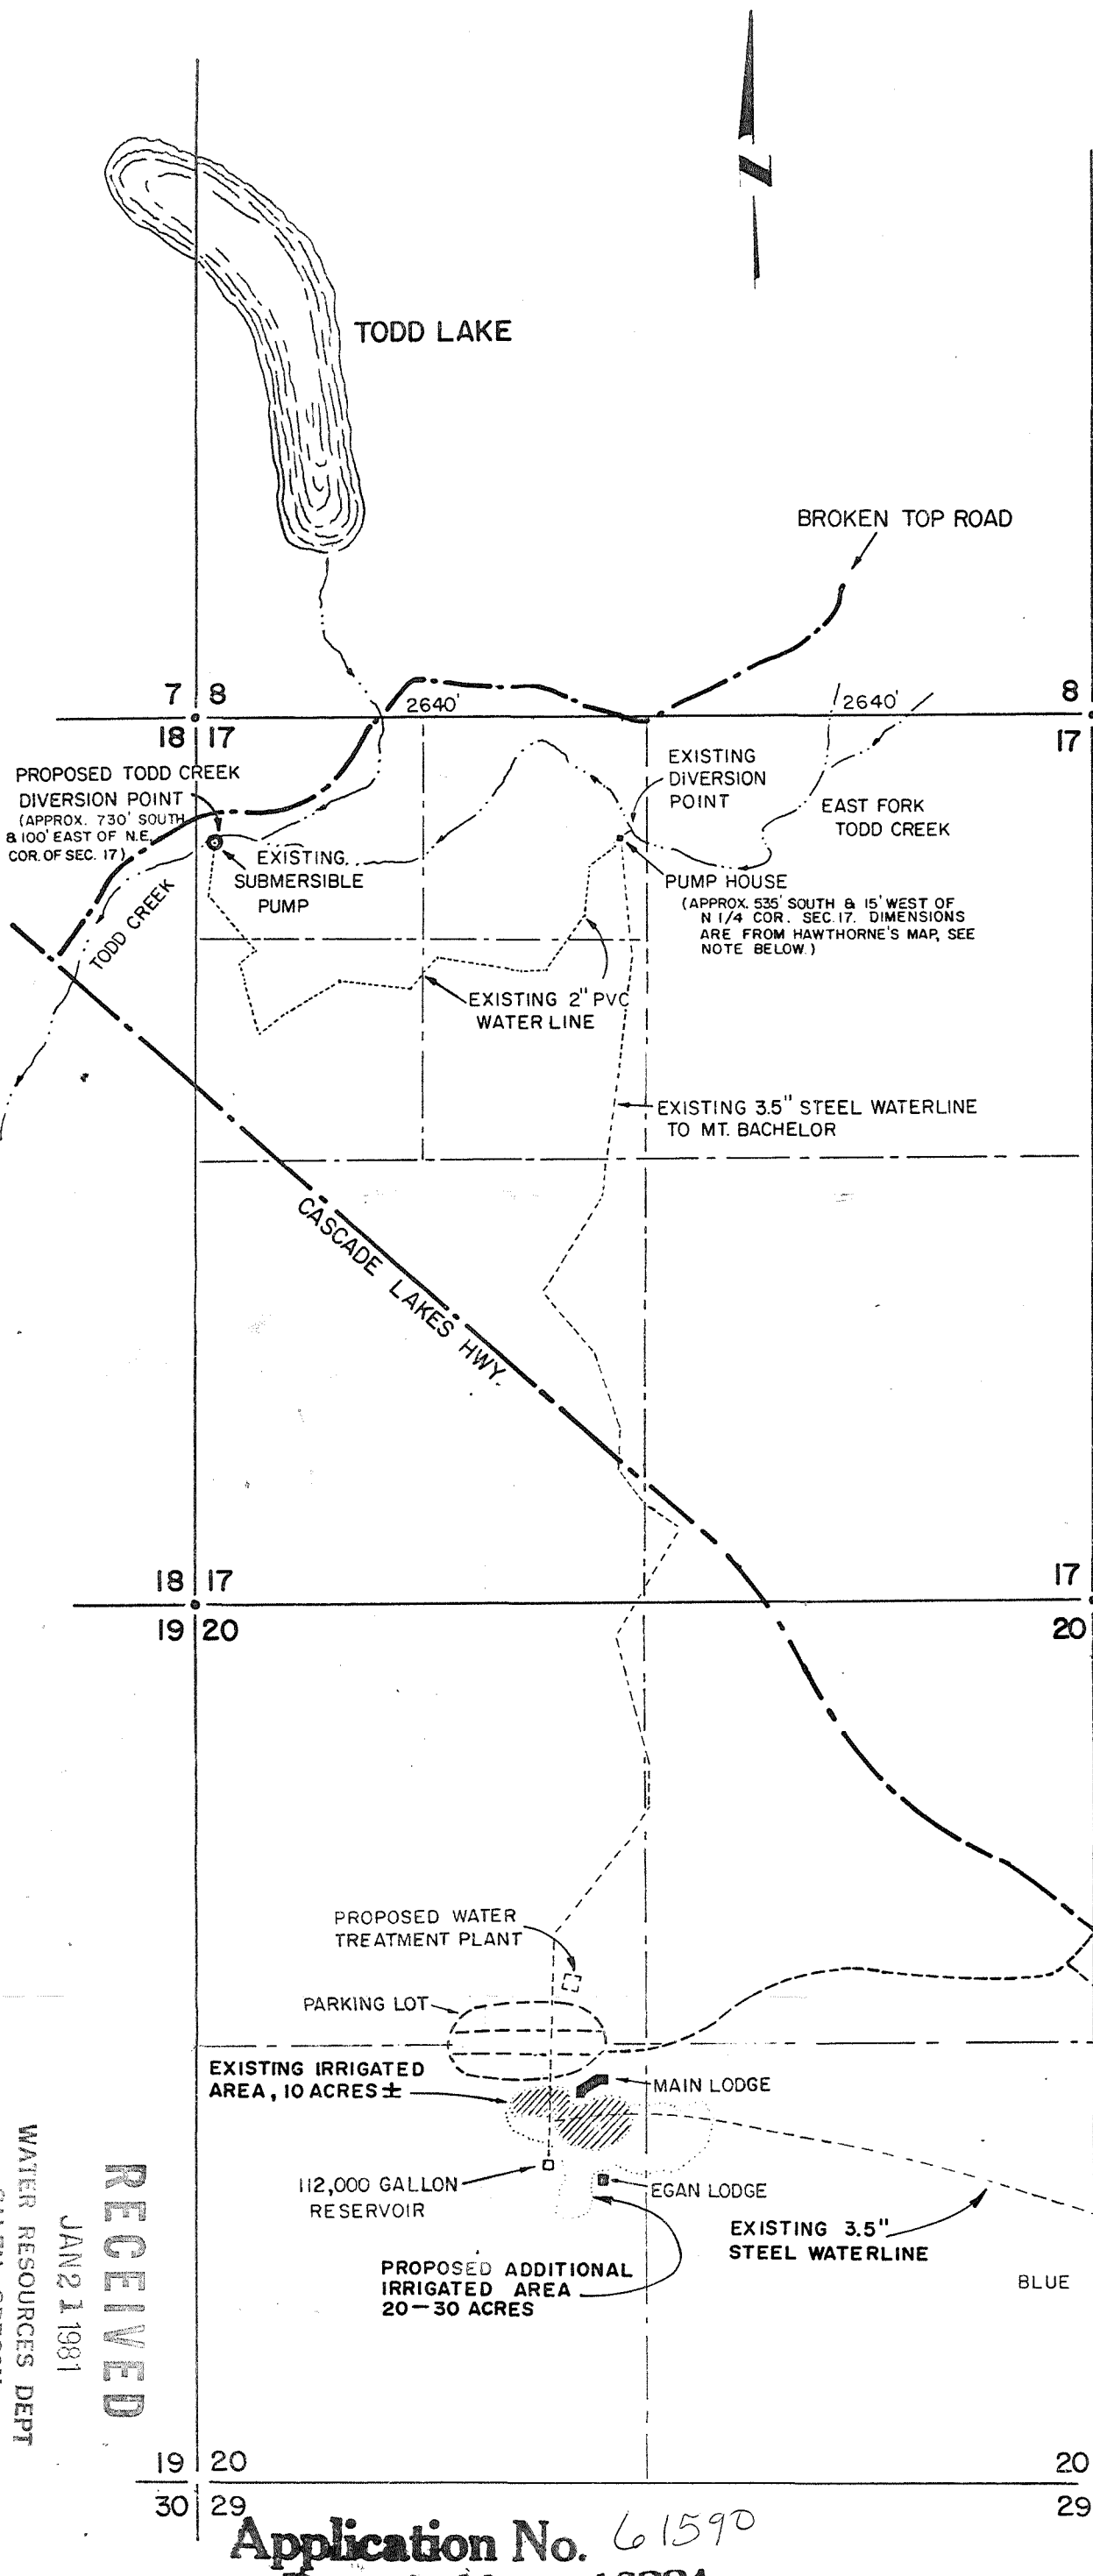 N
TODD LAKE
BROKEN TOP ROAD
7 8
2640'
2640'
8
18 17
17
PROPOSED TODD CREEK
DIVERSION POINT
(APPROX. 730' SOUTH
& 100' EAST OF N.E.
COR. OF SEC. 17)
EXISTING
SUBMERSIBLE
PUMP
TODD CREEK
EXISTING
DIVERSION
POINT
EAST FORK
TODD CREEK
PUMP HOUSE
(APPROX. 535' SOUTH & 15' WEST OF
N 1/4 COR. SEC. 17. DIMENSIONS
ARE FROM HAWTHORNE'S MAP, SEE
NOTE BELOW.)
EXISTING 2" PVC
WATER LINE
EXISTING 3.5" STEEL WATERLINE
TO MT. BACHELOR
CASCADE LAKES HWY.
18 17
17
19 20
20
PROPOSED WATER
TREATMENT PLANT
PARKING LOT
EXISTING IRRIGATED
AREA, 10 ACRES ±
MAIN LODGE
112,000 GALLON
RESERVOIR
EGAN LODGE
EXISTING 3.5"
STEEL WATERLINE
PROPOSED ADDITIONAL
IRRIGATED AREA
20-30 ACRES
BLUE
RECEIVED
JAN 21 1981
WATER RESOURCES DEPT
19 20
20
30 29
29
Application No. 61590